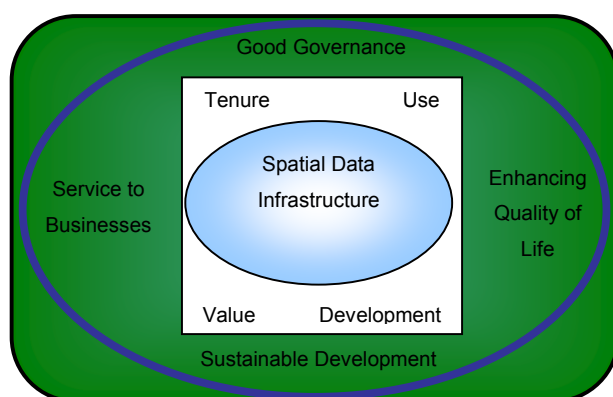 Good Governance
Tenure Use
Spatial Data
Infrastructure
Service to
Businesses
Enhancing
Quality of
Life
Value Development
Sustainable Development